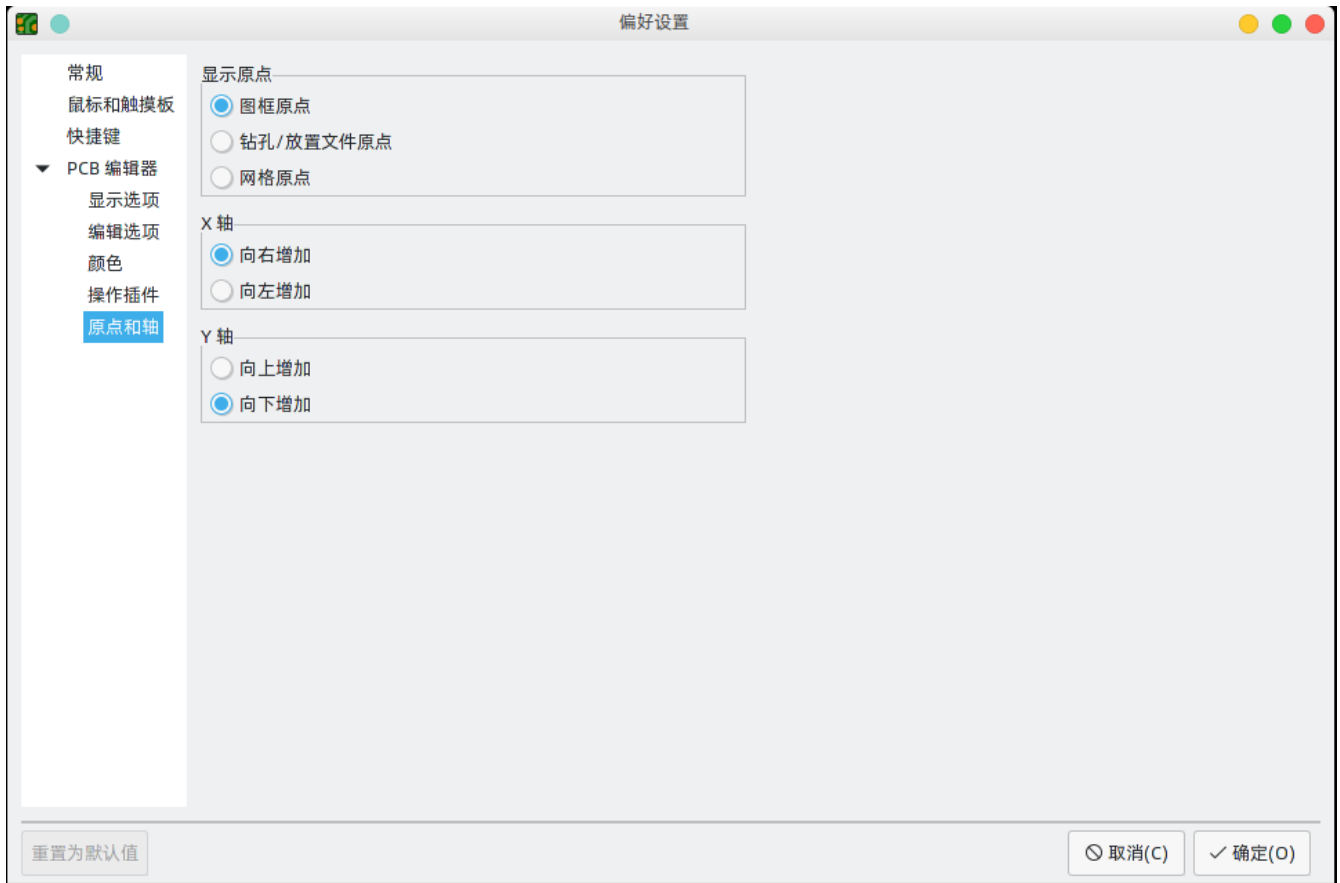 偏好设置
常规
鼠标和触摸板
快捷键
PCB 编辑器
显示选项
编辑选项
颜色
操作插件
原点和轴
显示原点
图框原点
钻孔/放置文件原点
网格原点
X 轴
向右增加
向左增加
Y 轴
向上增加
向下增加
重置为默认值
取消(C)
确定(O)